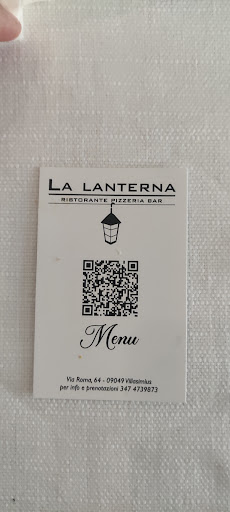 LA LANTERNA
RISTORANTE PIZZERIA BAR
Menu
Via Roma, 64 - 09049 Villasimius
per info e prenotazioni 347 4739873